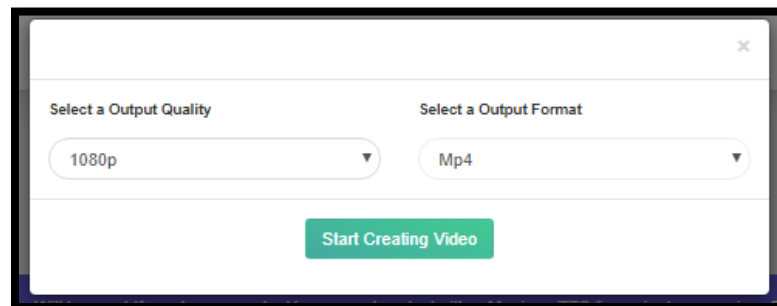 ×
Select a Output Quality
Select a Output Format
1080p
Mp4
Start Creating Video